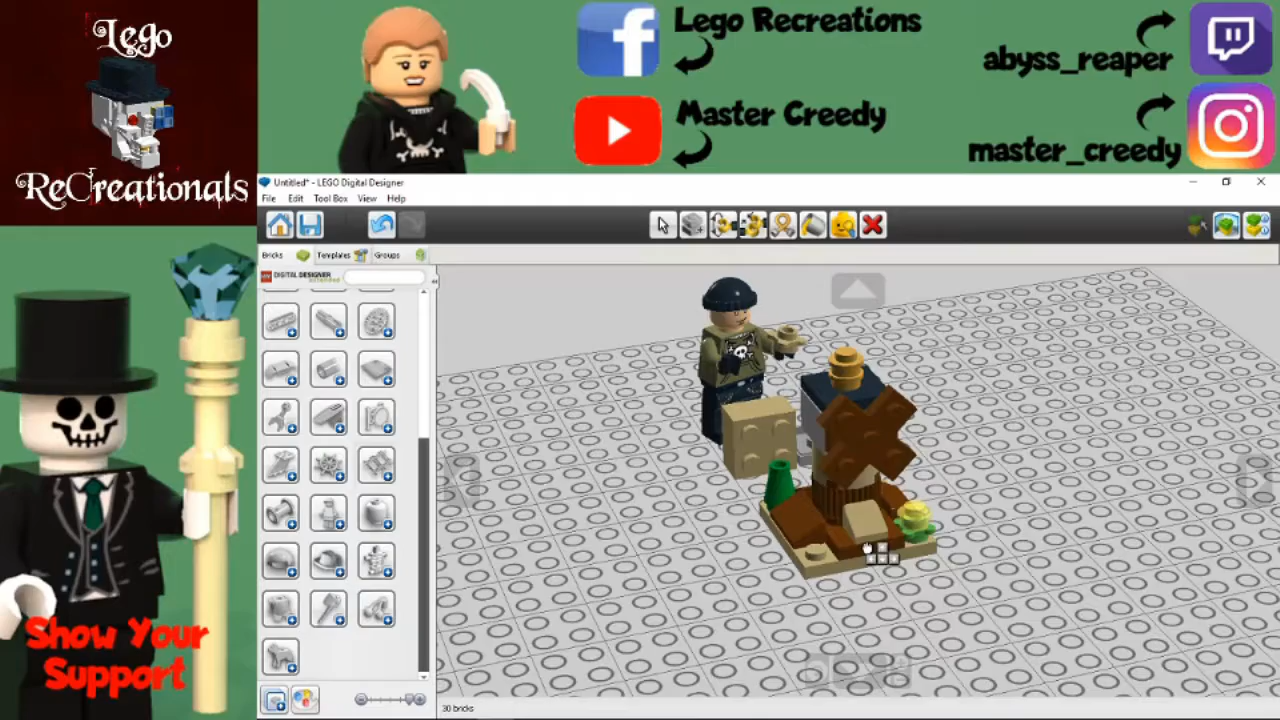 Lego
ReCreationals
Lego Recreations
Master Creedy
abyss_reaper
master_creedy
Untitled* - LEGO Digital Designer
File Edit Tool Box View Help
Bricks Templates Groups
DIGITAL DESIGNER
30 bricks
Show Your
Support